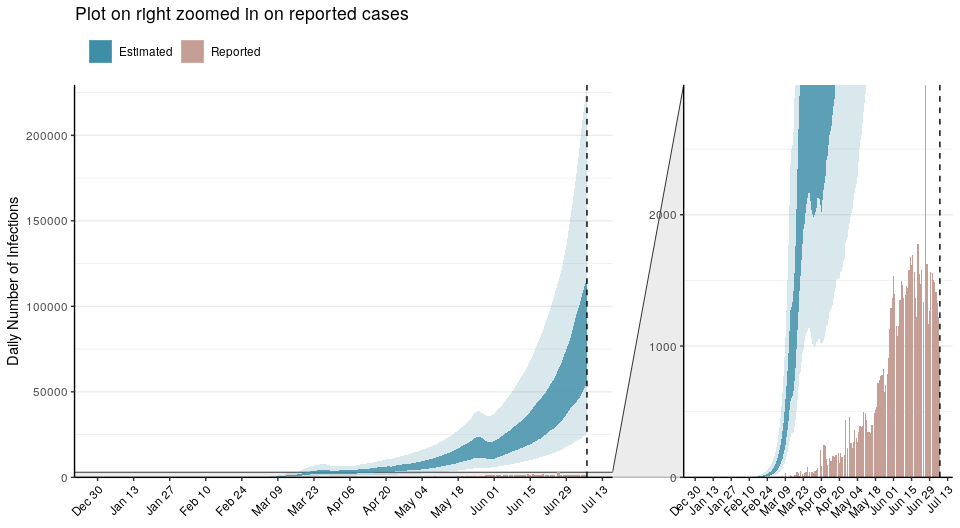 Plot on right zoomed in on reported cases
Estimated
Reported
Daily Number of Infections
200000
150000
100000
50000
0
Dec 30
Jan 13
Jan 27
Feb 10
Feb 24
Mar 09
Mar 23
Apr 06
Apr 20
May 04
May 18
Jun 01
Jun 15
Jun 29
Jul 13
2000
1000
0
Dec 30
Jan 13
Jan 27
Feb 10
Feb 24
Mar 09
Mar 23
Apr 06
Apr 20
May 04
May 18
Jun 01
Jun 15
Jun 29
Jul 13